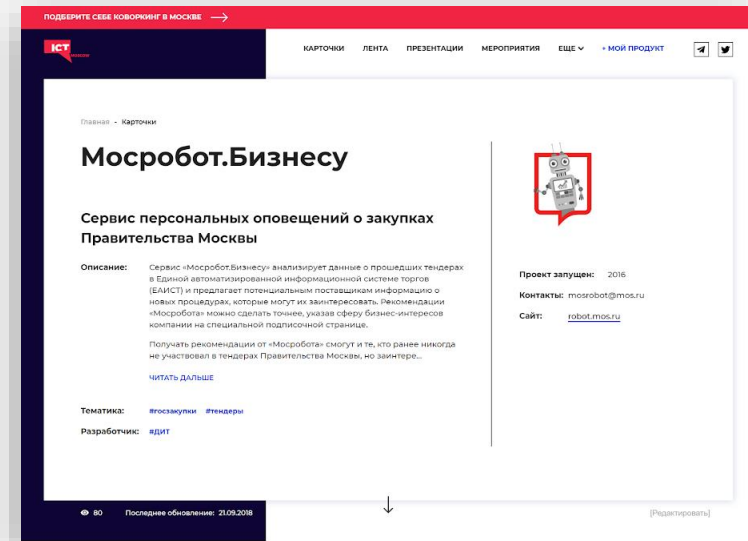 ПОДБЕРИТЕ СЕБЕ КОВОРКИНГ В МОСКВЕ
ICT
КАРТОЧКИ ЛЕНТА ПРЕЗЕНТАЦИИ МЕРОПРИЯТИЯ ЕЩЕ + МОЙ ПРОДУКТ
Главная - Карточки
Мосробот.Бизнесу
Сервис персональных оповещений о закупках
Правительства Москвы
Описание: Сервис «Мосробот.Бизнесу» анализирует данные о прошедших тендерах
в Единой автоматизированной информационной системе торгов
(ЕАИСТ) и предлагает потенциальным поставщикам информацию о
новых процедурах, которые могут их заинтересовать. Рекомендации
«Мосробота» можно сделать точнее, указав сферу бизнес-интересов
компании на специальной подписочной странице.
Получать рекомендации от «Мосробота» смогут и те, кто ранее никогда
не участвовал в тендерах Правительства Москвы, но заинтере...
ЧИТАТЬ ДАЛЬШЕ
Тематика: #госзакупки #тендеры
Разработчик: #ДИТ
Проект запущен: 2016
Контакты: mosrobot@mos.ru
Сайт: robot.mos.ru
80 Последнее обновление: 21.09.2018
[Редактировать]